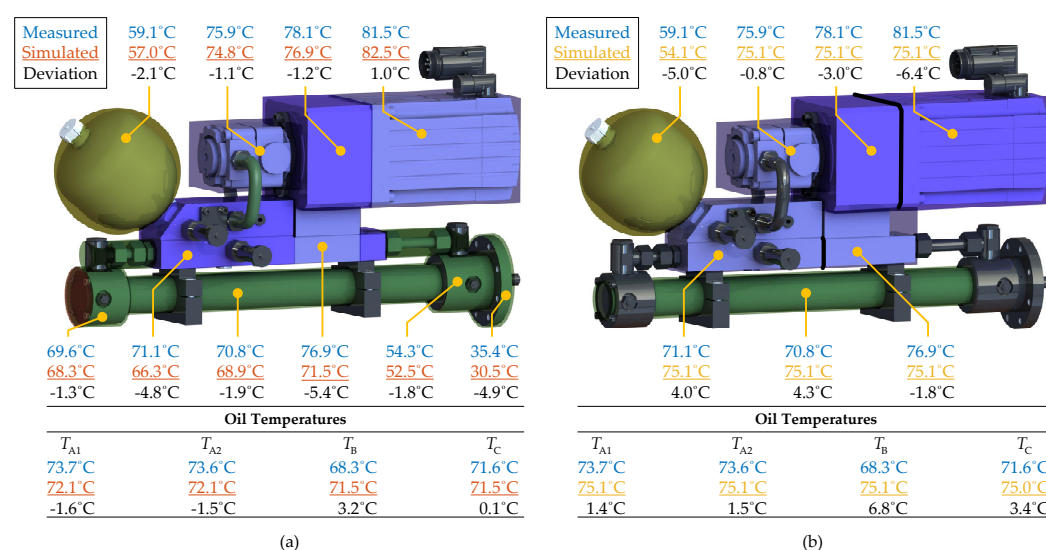 Measured 59.1°C 75.9°C 78.1°C 81.5°C
Simulated 57.0°C 74.8°C 76.9°C 82.5°C
Deviation -2.1°C -1.1°C -1.2°C 1.0°C
69.6°C 71.1°C 70.8°C 76.9°C 54.3°C 35.4°C
68.3°C 66.3°C 68.9°C 71.5°C 52.5°C 30.5°C
-1.3°C -4.8°C -1.9°C -5.4°C -1.8°C -4.9°C
Oil Temperatures
TA1 TA2 TB TC
73.7°C 73.6°C 68.3°C 71.6°C
72.1°C 72.1°C 71.5°C 71.5°C
-1.6°C -1.5°C 3.2°C 0.1°C
(a)
Measured 59.1°C 75.9°C 78.1°C 81.5°C
Simulated 54.1°C 75.1°C 75.1°C 75.1°C
Deviation -5.0°C -0.8°C -3.0°C -6.4°C
71.1°C 70.8°C 76.9°C
75.1°C 75.1°C 75.1°C
4.0°C 4.3°C -1.8°C
Oil Temperatures
TA1 TA2 TB TC
73.7°C 73.6°C 68.3°C 71.6°C
75.1°C 75.1°C 75.1°C 75.0°C
1.4°C 1.5°C 6.8°C 3.4°C
(b)